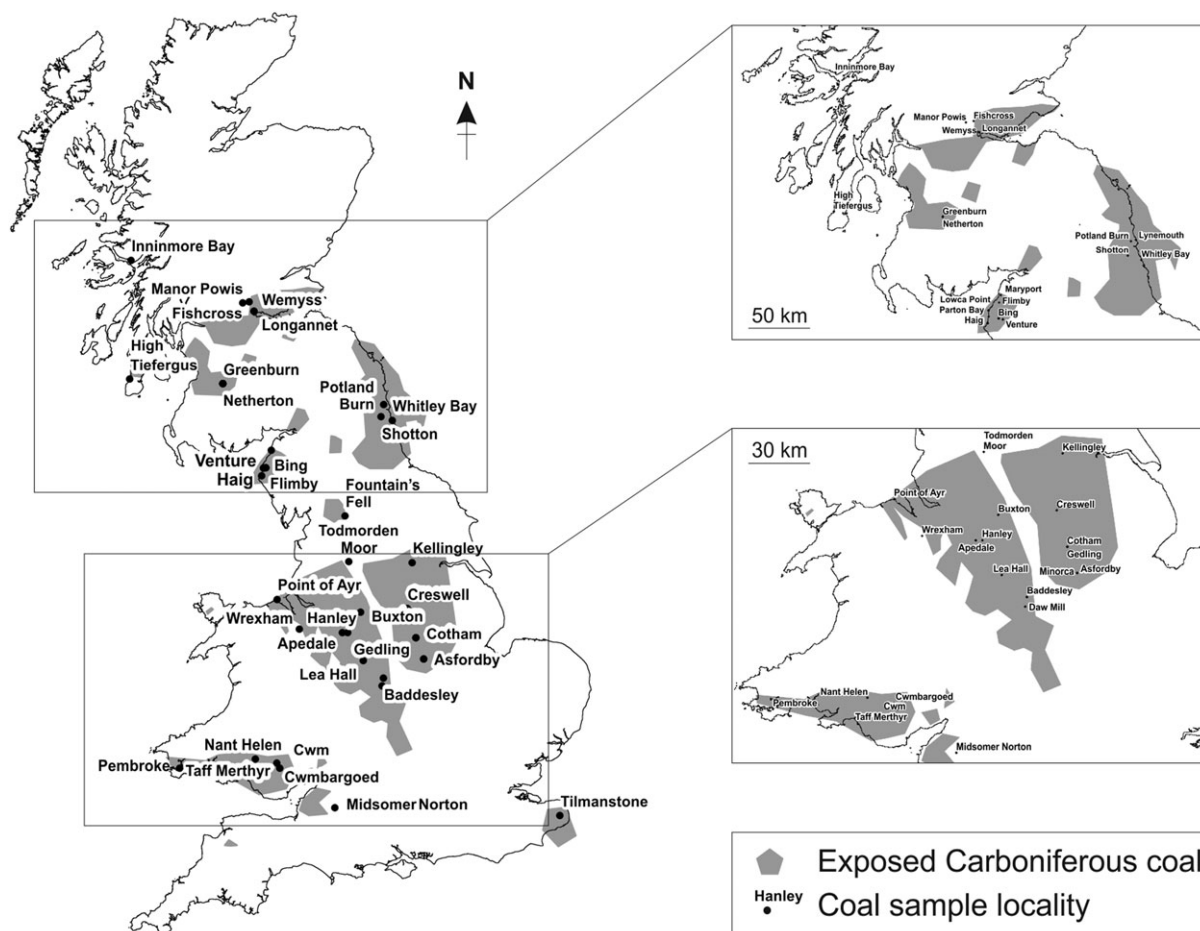 N
Inninmore Bay
Manor Powis
Wemyss
Fishcross
Longannet
High
Tiefergus
Greenburn
Netherton
Potland
Burn
Whitley Bay
Shotton
Venture
Bing
Haig
Flimby
Fountain's
Fell
Todmorden
Moor
Kellingley
Point of Ayr
Creswell
Wrexham
Hanley
Buxton
Apedale
Cotham
Gedling
Asfordby
Lea Hall
Baddesley
Nant Helen
Cwm
Pembroke
Taff Merthyr
Cwmbargoed
Midsomer Norton
Tilmanstone
Inninmore Bay
Manor Powis
Fishcross
Wemyss
Longannet
High
Tiefergus
Greenburn
Netherton
Potland Burn
Lynemouth
Shotton
Whitley Bay
Maryport
Lowca Point
Flimby
Parton Bay
Bing
Haig
Venture
50 km
30 km
Todmorden
Moor
Kellingley
Point of Ayr
Creswell
Buxton
Wrexham
Hanley
Apedale
Cotham
Gedling
Lea Hall
Minorca
Asfordby
Baddesley
Daw Mill
Nant Helen
Cwmbargoed
Pembroke
Cwm
Taff Merthyr
Midsomer Norton
Exposed Carboniferous coal
Hanley
Coal sample locality